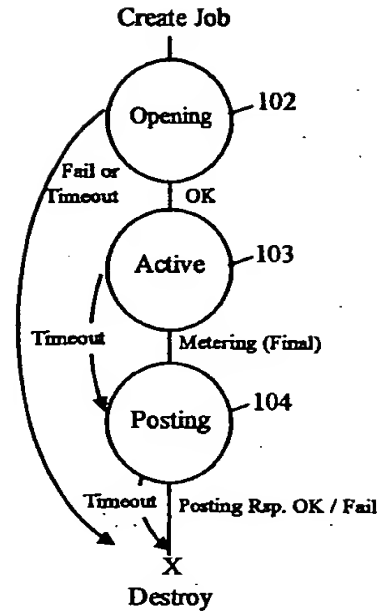 Create Job
Opening
102
Fail or
Timeout
OK
Active
103
Timeout
Metering (Final)
Posting
104
Timeout
Posting Rsp. OK / Fail
X
Destroy